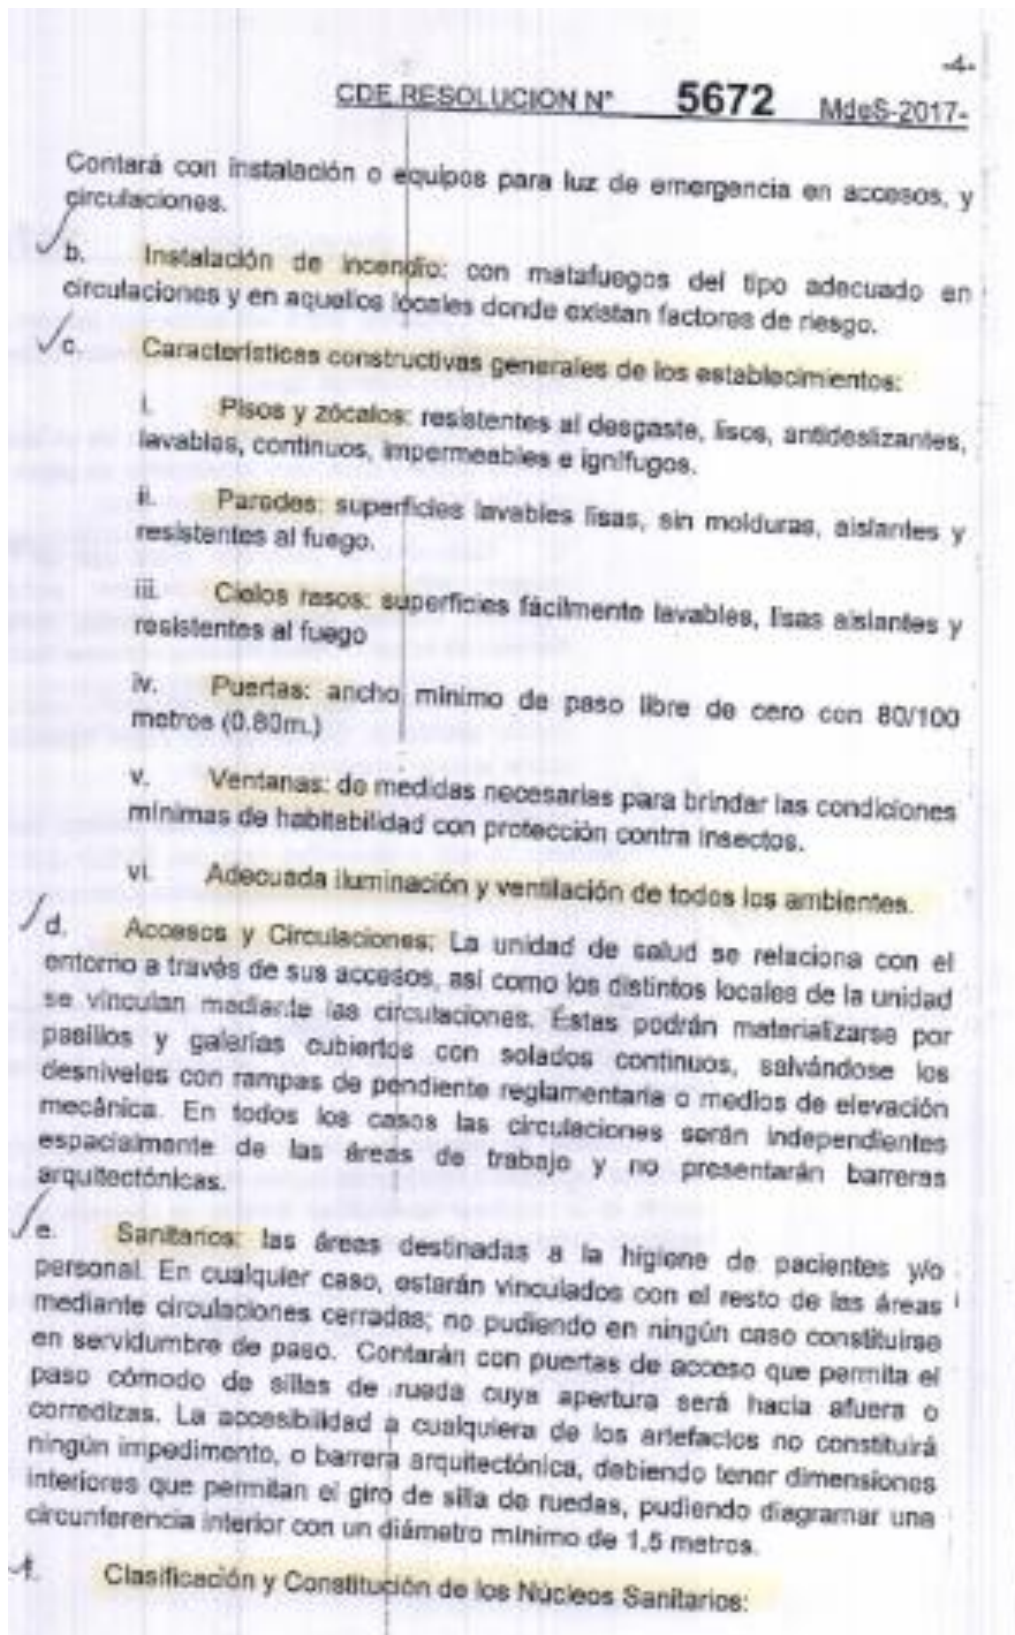 -4-
CDE.RESOLUCION N° 5672 MdeS-2017-
Contará con instalación o equipos para luz de emergencia en accesos, y
circulaciones.
b. Instalación de incendio: con matafuegos del tipo adecuado en
circulaciones y en aquellos locales donde existan factores de riesgo.
c. Características constructivas generales de los establecimientos:
i. Pisos y zócalos: resistentes al desgaste, lisos, antideslizantes,
lavables, continuos, impermeables e ignífugos.
ii. Paredes: superficies lavables lisas, sin molduras, aislantes y
resistentes al fuego.
iii. Cielos rasos: superficies fácilmente lavables, lisas aislantes y
resistentes al fuego
iv. Puertas: ancho mínimo de paso libre de cero con 80/100
metros (0.80m.)
v. Ventanas: de medidas necesarias para brindar las condiciones
mínimas de habitabilidad con protección contra insectos.
vi. Adecuada iluminación y ventilación de todos los ambientes.
d. Accesos y Circulaciones: La unidad de salud se relaciona con el
entorno a través de sus accesos, así como los distintos locales de la unidad
se vinculan mediante las circulaciones. Éstas podrán materializarse por
pasillos y galerías cubiertos con solados continuos, salvándose los
desniveles con rampas de pendiente reglamentaria o medios de elevación
mecánica. En todos los casos las circulaciones serán independientes
espacialmente de las áreas de trabajo y no presentarán barreras
arquitectónicas.
e. Sanitarios: las áreas destinadas a la higiene de pacientes y/o
personal. En cualquier caso, estarán vinculados con el resto de las áreas
mediante circulaciones cerradas; no pudiendo en ningún caso constituirse
en servidumbre de paso. Contarán con puertas de acceso que permita el
paso cómodo de sillas de rueda cuya apertura será hacia afuera o
corredizas. La accesibilidad a cualquiera de los artefactos no constituirá
ningún impedimento, o barrera arquitectónica, debiendo tener dimensiones
interiores que permitan el giro de silla de ruedas, pudiendo diagramar una
circunferencia interior con un diámetro mínimo de 1,5 metros.
f. Clasificación y Constitución de los Núcleos Sanitarios: